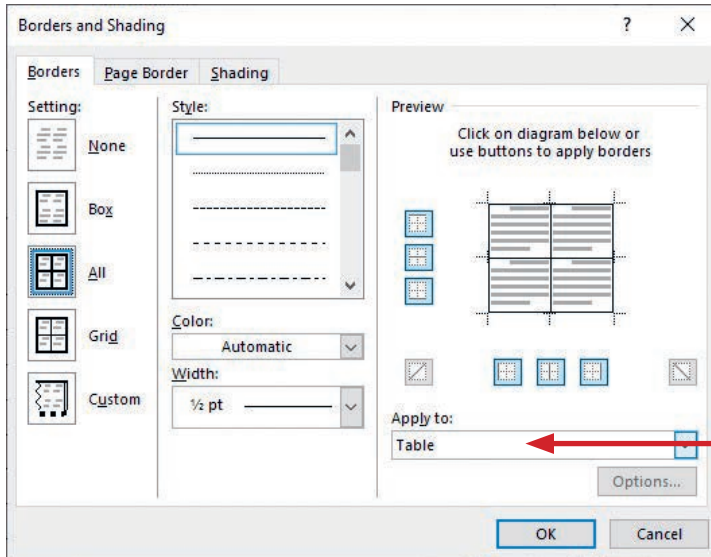 Borders and Shading ? ×
Borders Page Border Shading
Setting:
None
Box
All
Grid
Custom
Style:
Color:
Automatic
Width:
½ pt
Preview
Click on diagram below or
use buttons to apply borders
Apply to:
Table
Options...
OK Cancel